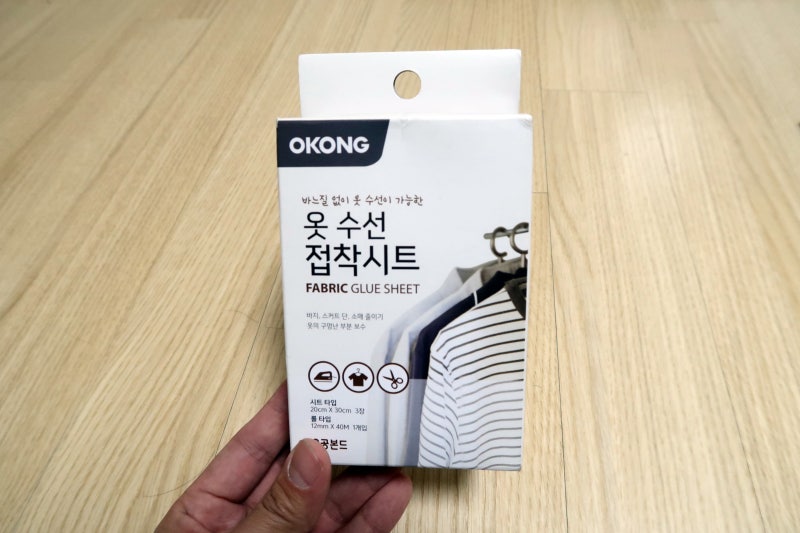 OKONG
바느질 없이 옷 수선이 가능한
옷 수선
접착시트
FABRIC GLUE SHEET
바지, 스커트 단, 소매 줄이기
옷의 구멍난 부분 보수
시트 타입
20cm X 30cm 3장
롤 타입
12mm X 40M 1개입
공본드